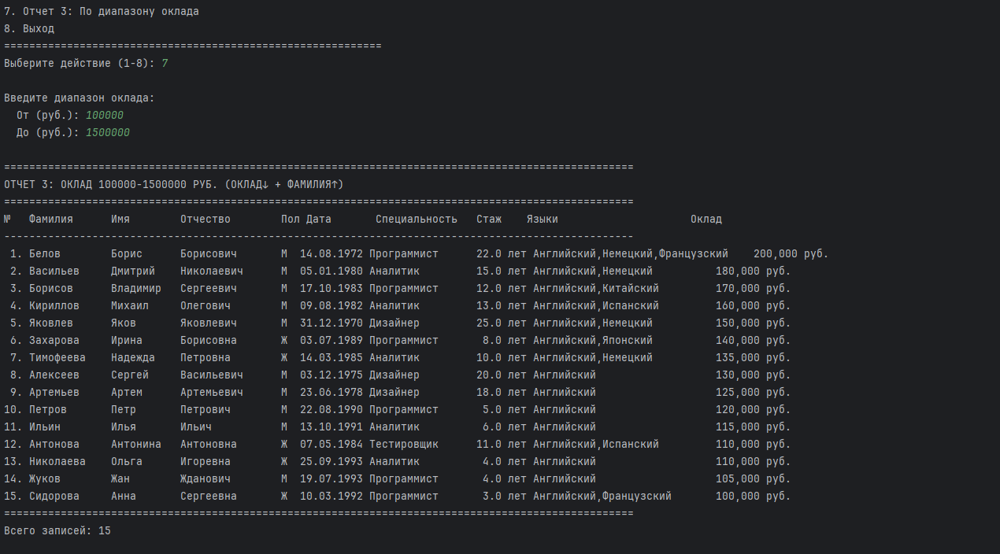 7. Отчет 3: По диапазону оклада
8. Выход
============================================================
Выберите действие (1-8): 7
Введите диапазон оклада:
  От (руб.): 100000
  До (руб.): 1500000
====================================================================================================
ОТЧЕТ 3: ОКЛАД 100000-1500000 РУБ. (ОКЛАД↓ + ФАМИЛИЯ↑)
====================================================================================================
№   Фамилия      Имя        Отчество        Пол Дата       Специальность   Стаж    Языки                     Оклад
----------------------------------------------------------------------------------------------------
 1. Белов        Борис      Борисович       М  14.08.1972 Программист      22.0 лет Английский,Немецкий,Французский    200,000 руб.
 2. Васильев     Дмитрий    Николаевич      М  05.01.1980 Аналитик         15.0 лет Английский,Немецкий          180,000 руб.
 3. Борисов      Владимир   Сергеевич       М  17.10.1983 Программист      12.0 лет Английский,Китайский         170,000 руб.
 4. Кириллов     Михаил     Олегович        М  09.08.1982 Аналитик         13.0 лет Английский,Испанский         160,000 руб.
 5. Яковлев      Яков       Яковлевич       М  31.12.1970 Дизайнер         25.0 лет Английский,Немецкий          150,000 руб.
 6. Захарова     Ирина      Борисовна       Ж  03.07.1989 Программист       8.0 лет Английский,Японский          140,000 руб.
 7. Тимофеева    Надежда    Петровна        Ж  14.03.1985 Аналитик         10.0 лет Английский,Немецкий          135,000 руб.
 8. Алексеев     Сергей     Васильевич      М  03.12.1975 Дизайнер         20.0 лет Английский                   130,000 руб.
 9. Артемьев     Артем      Артемьевич      М  23.06.1978 Дизайнер         18.0 лет Английский                   125,000 руб.
10. Петров       Петр       Петрович        М  22.08.1990 Программист       5.0 лет Английский                   120,000 руб.
11. Ильин        Илья       Ильич           М  13.10.1991 Аналитик          6.0 лет Английский                   115,000 руб.
12. Антонова     Антонина   Антоновна       Ж  07.05.1984 Тестировщик      11.0 лет Английский,Испанский         110,000 руб.
13. Николаева    Ольга      Игоревна        Ж  25.09.1993 Аналитик          4.0 лет Английский                   110,000 руб.
14. Жуков        Жан        Жданович        М  19.07.1993 Программист       4.0 лет Английский                   105,000 руб.
15. Сидорова     Анна       Сергеевна       Ж  10.03.1992 Программист       3.0 лет Английский,Французский       100,000 руб.
====================================================================================================
Всего записей: 15